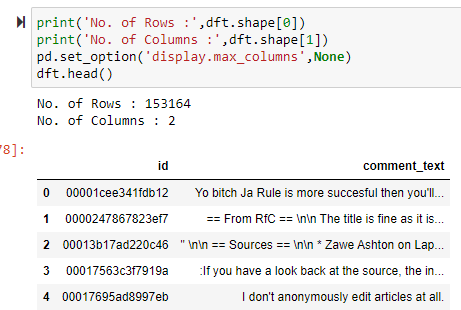 print('No. of Rows :',dft.shape[0])
print('No. of Columns :',dft.shape[1])
pd.set_option('display.max_columns',None)
dft.head()
No. of Rows : 153164
No. of Columns : 2
78]:
id comment_text
0 00001cee341fdb12 Yo bitch Ja Rule is more succesful then you'll...
1 0000247867823ef7 == From RfC == \n\n The title is fine as it is...
2 00013b17ad220c46 " \n\n == Sources == \n\n * Zawe Ashton on Lap...
3 00017563c3f7919a :If you have a look back at the source, the in...
4 00017695ad8997eb I don't anonymously edit articles at all.